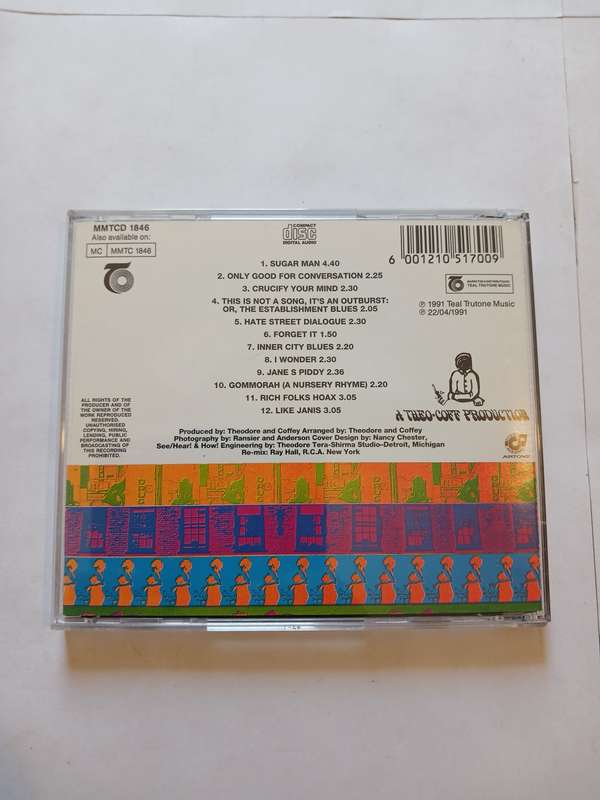 MMTCD 1846
Also available on:
MC MMTC 1846
COMPACT
disc
DIGITAL AUDIO
6 001210 517009
1. SUGAR MAN 4.40
2. ONLY GOOD FOR CONVERSATION 2.25
3. CRUCIFY YOUR MIND 2.30
4. THIS IS NOT A SONG, IT'S AN OUTBURST:
OR, THE ESTABLISHMENT BLUES 2.05
5. HATE STREET DIALOGUE 2.30
6. FORGET IT 1.50
7. INNER CITY BLUES 2.20
8. I WONDER 2.30
9. JANE S PIDDY 2.36
10. GOMMORAH (A NURSERY RHYME) 2.20
11. RICH FOLKS HOAX 3.05
12. LIKE JANIS 3.05
TEAL TRUTONE MUSIC
℗ 1991 Teal Trutone Music
℗ 22/04/1991
A THEO-COFF PRODUCTION
ARTONE
ALL RIGHTS OF THE
PRODUCER AND OF
THE OWNER OF THE
WORK REPRODUCED
RESERVED.
UNAUTHORISED
COPYING, HIRING,
LENDING, PUBLIC
PERFORMANCE AND
BROADCASTING OF
THIS RECORDING
PROHIBITED.
Produced by: Theodore and Coffey Arranged by: Theodore and Coffey
Photography by: Ransier and Anderson Cover Design by: Nancy Chester,
See/Hear! & How! Engineering by: Theodore Tera-Shirma Studio–Detroit, Michigan
Re-mix: Ray Hall, R.C.A. New York